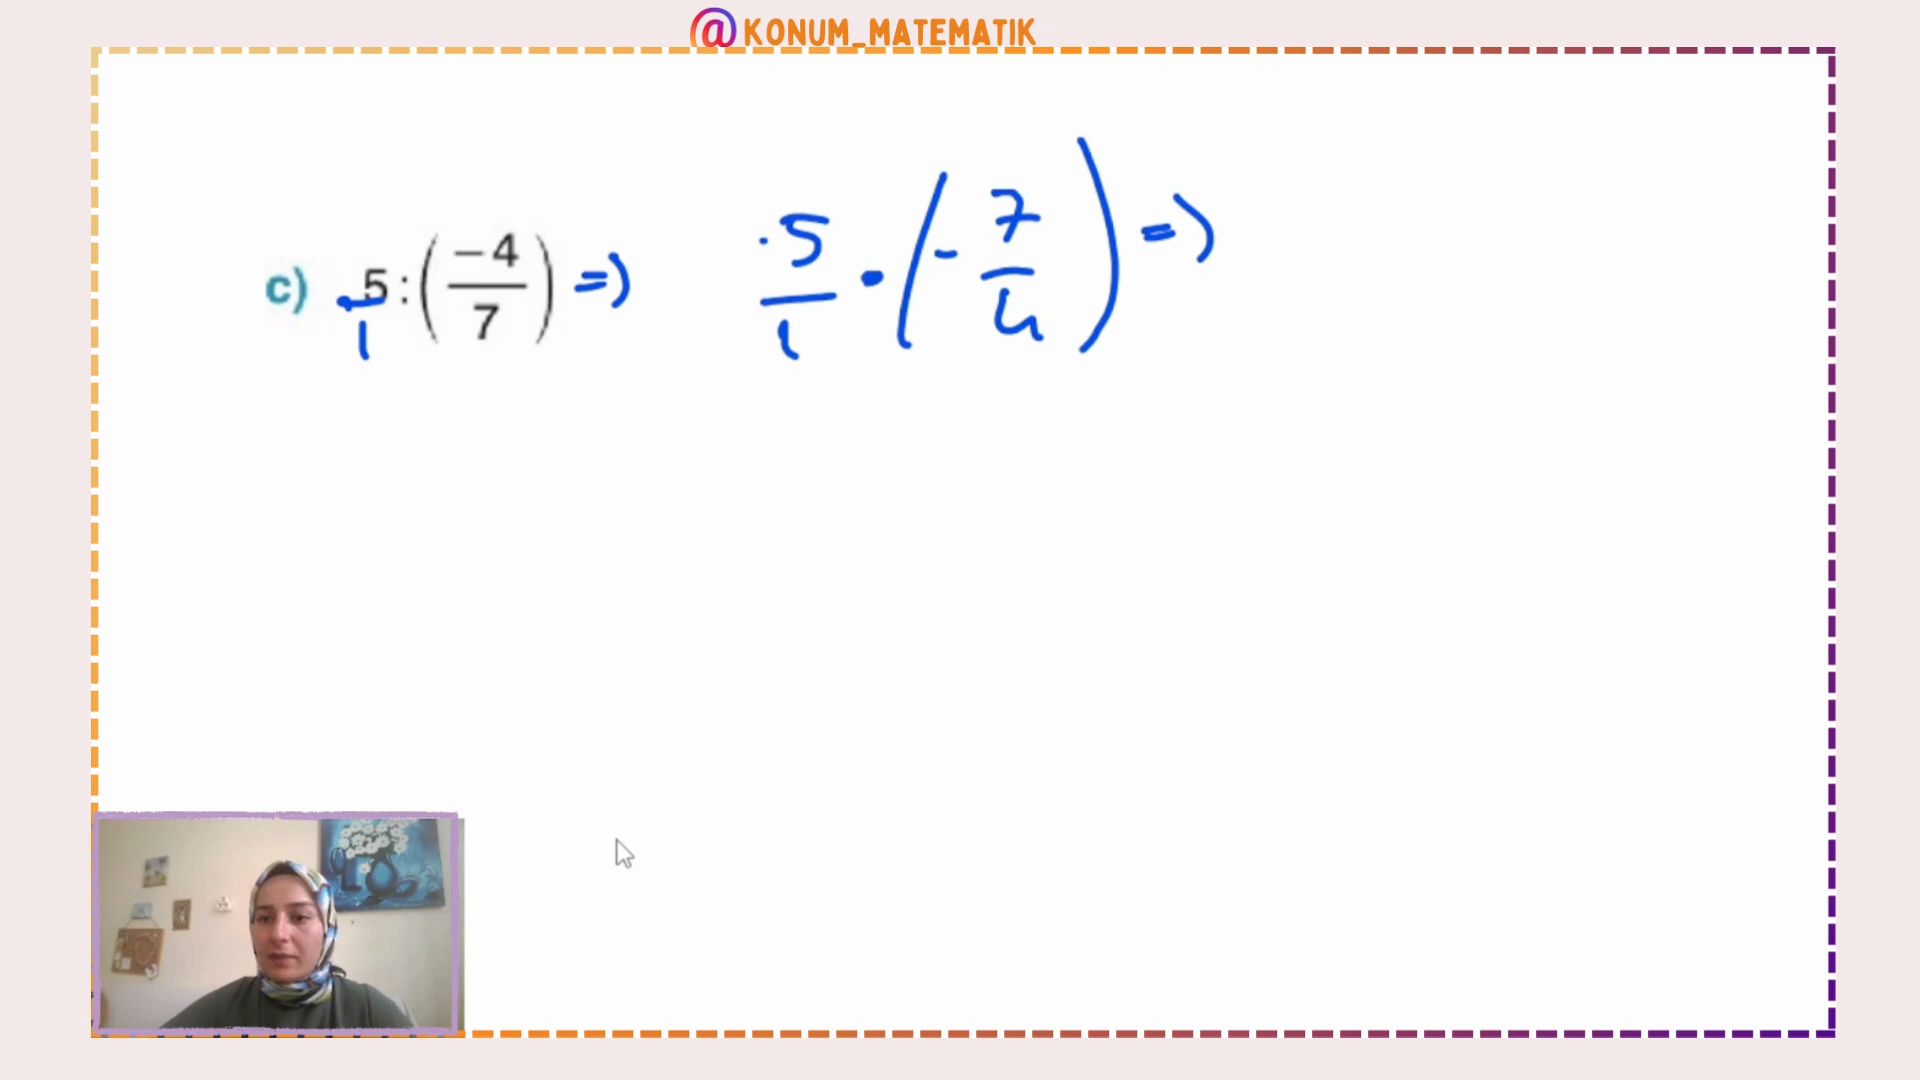 @KONUM_MATEMATIK
c) 5/1 : (-4/7) => 5/1 • (-7/4) =>